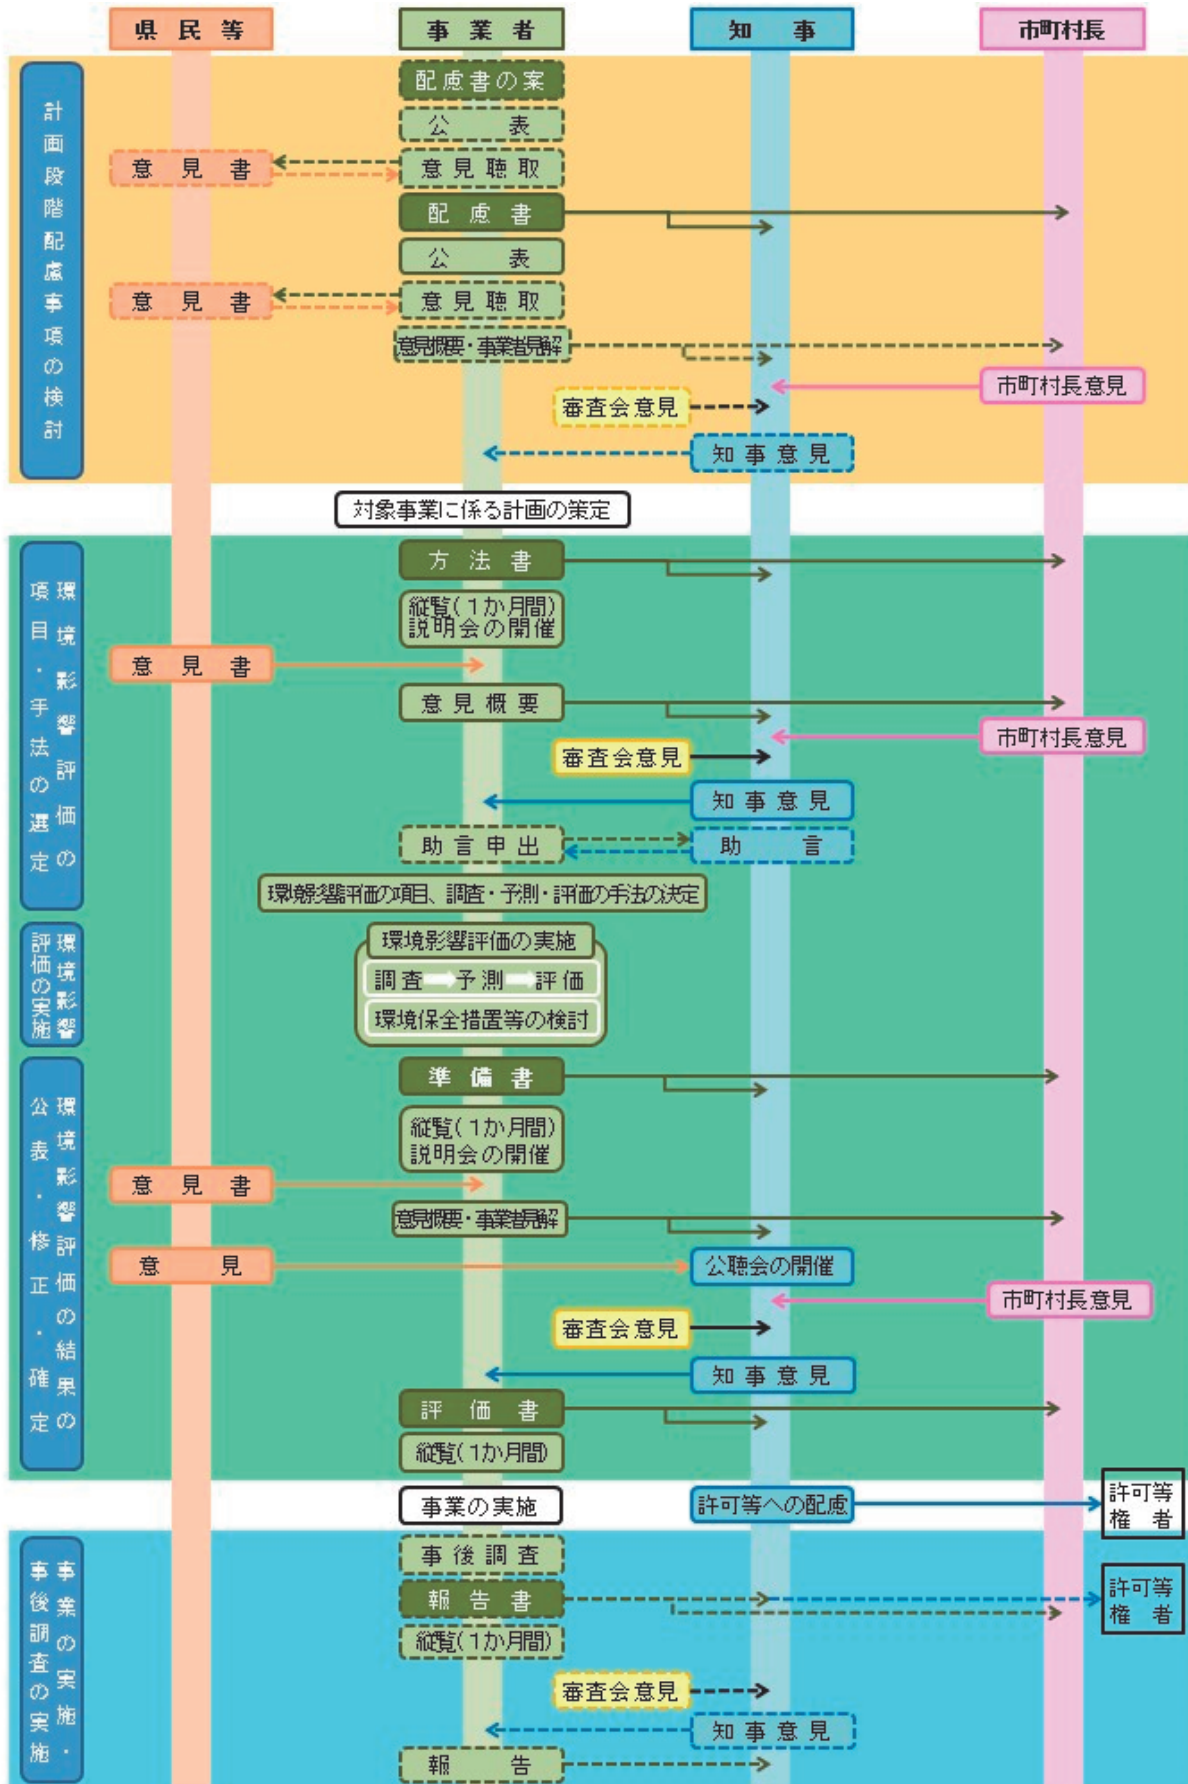 県民等
事業者
知事
市町村長
計画段階配慮事項の検討
配慮書の案
公表
意見書
意見聴取
配慮書
公表
意見書
意見聴取
意見概要・事業者見解
市町村長意見
審査会意見
知事意見
対象事業に係る計画の策定
環境影響評価の
項目・手法の選定
方法書
縦覧(1か月間)
説明会の開催
意見書
意見概要
市町村長意見
審査会意見
知事意見
助言申出
助言
環境影響評価の項目、調査・予測・評価の手法の決定
環境影響
評価の実施
環境影響評価の実施
調査➡予測➡評価
環境保全措置等の検討
環境影響評価の結果の
公表・修正・確定
準備書
縦覧(1か月間)
説明会の開催
意見書
意見概要・事業者見解
意見
公聴会の開催
市町村長意見
審査会意見
知事意見
評価書
縦覧(1か月間)
事業の実施
許可等への配慮
許可等
権者
事業の実施・
事後調査の実施
事後調査
報告書
許可等
権者
縦覧(1か月間)
審査会意見
知事意見
報告